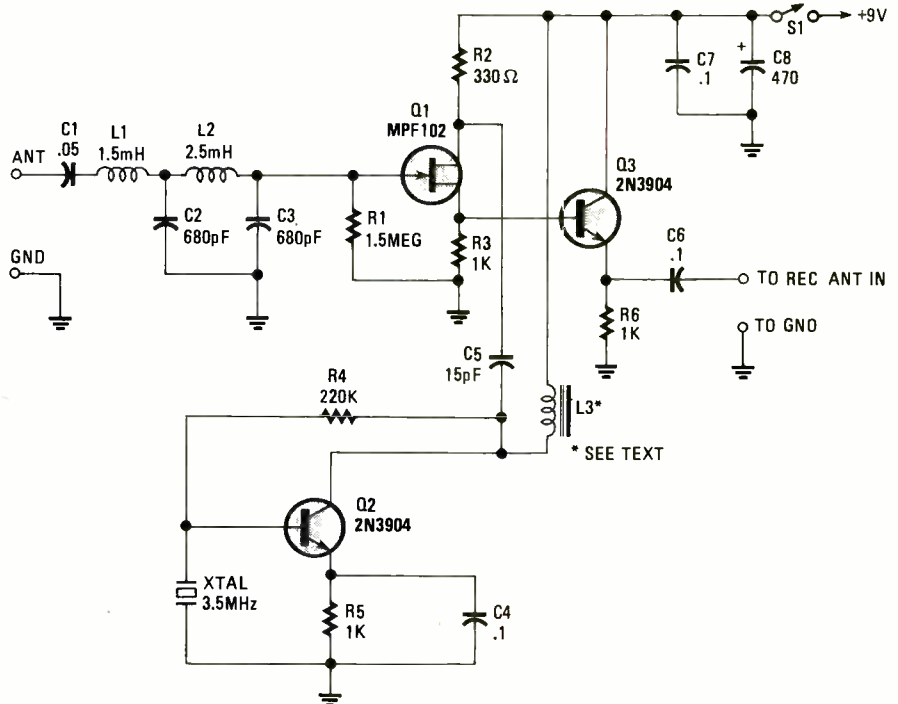 +9V
S1
R2
330 Ω
C7
.1
+
C8
470
Q1
MPF102
C1
.05
L1
1.5mH
L2
2.5mH
ANT
Q3
2N3904
C2
680pF
C3
680pF
R1
1.5MEG
R3
1K
C6
.1
GND
TO REC ANT IN
R6
1K
TO GND
C5
15pF
R4
220K
L3*
* SEE TEXT
Q2
2N3904
XTAL
3.5MHz
R5
1K
C4
.1